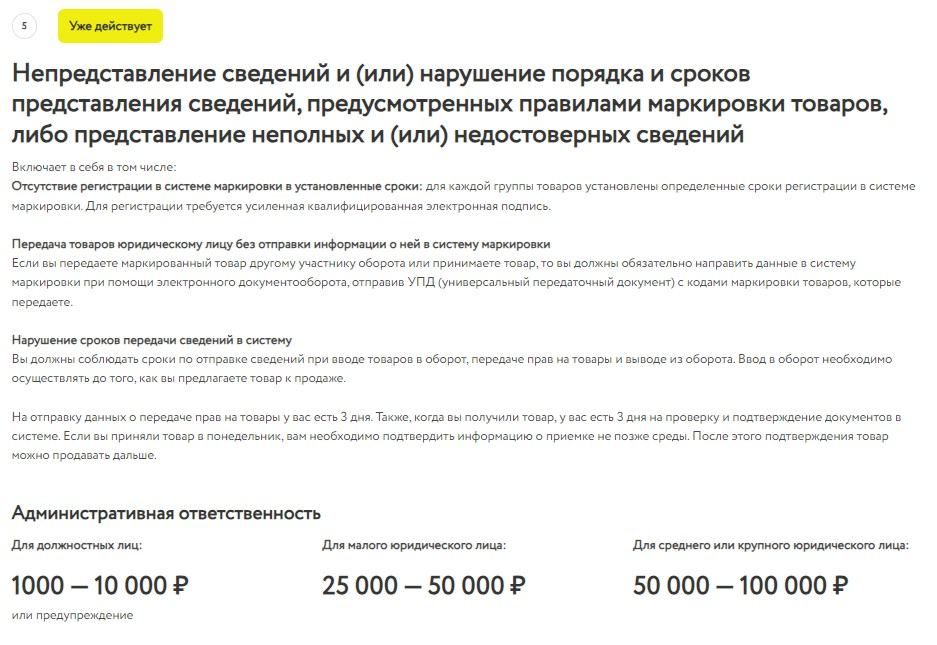 5
Уже действует
Непредставление сведений и (или) нарушение порядка и сроков
представления сведений, предусмотренных правилами маркировки товаров,
либо представление неполных и (или) недостоверных сведений
Включает в себя в том числе:
Отсутствие регистрации в системе маркировки в установленные сроки: для каждой группы товаров установлены определенные сроки регистрации в системе
маркировки. Для регистрации требуется усиленная квалифицированная электронная подпись.
Передача товаров юридическому лицу без отправки информации о ней в систему маркировки
Если вы передаете маркированный товар другому участнику оборота или принимаете товар, то вы должны обязательно направить данные в систему
маркировки при помощи электронного документооборота, отправив УПД (универсальный передаточный документ) с кодами маркировки товаров, которые
передаете.
Нарушение сроков передачи сведений в систему
Вы должны соблюдать сроки по отправке сведений при вводе товаров в оборот, передаче прав на товары и выводе из оборота. Ввод в оборот необходимо
осуществлять до того, как вы предлагаете товар к продаже.
На отправку данных о передаче прав на товары у вас есть 3 дня. Также, когда вы получили товар, у вас есть 3 дня на проверку и подтверждение документов в
системе. Если вы приняли товар в понедельник, вам необходимо подтвердить информацию о приемке не позже среды. После этого подтверждения товар
можно продавать дальше.
Административная ответственность
Для должностных лиц:
1000 — 10 000 ₽
или предупреждение
Для малого юридического лица:
25 000 — 50 000 ₽
Для среднего или крупного юридического лица:
50 000 — 100 000 ₽